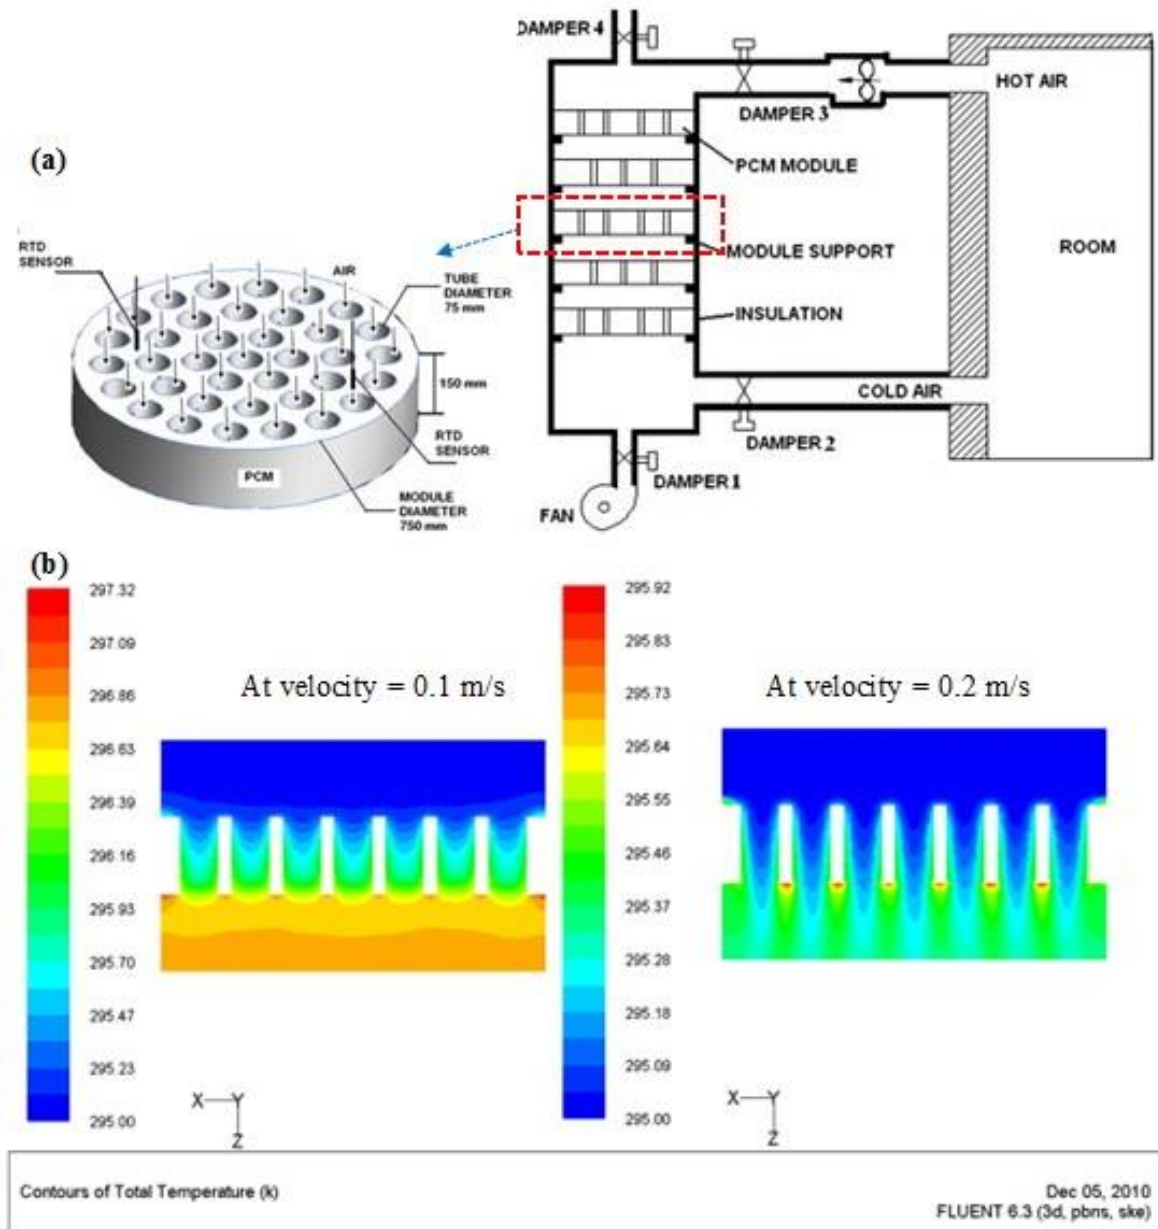 DAMPER 4
HOT AIR
DAMPER 3
(a)
PCM MODULE
RTD
SENSOR
AIR
TUBE
DIAMETER
75 mm
MODULE SUPPORT
ROOM
INSULATION
150 mm
COLD AIR
RTD
SENSOR
DAMPER 2
PCM
DAMPER 1
MODULE
DIAMETER
750 mm
FAN
(b)
297.32
297.09
296.86
296.63
296.39
296.16
295.93
295.70
295.47
295.23
295.00
At velocity = 0.1 m/s
X
Y
Z
295.92
295.83
295.73
295.64
295.55
295.46
295.37
295.28
295.18
295.09
295.00
At velocity = 0.2 m/s
X
Y
Z
Contours of Total Temperature (k)
Dec 05, 2010
FLUENT 6.3 (3d, pbns, ske)